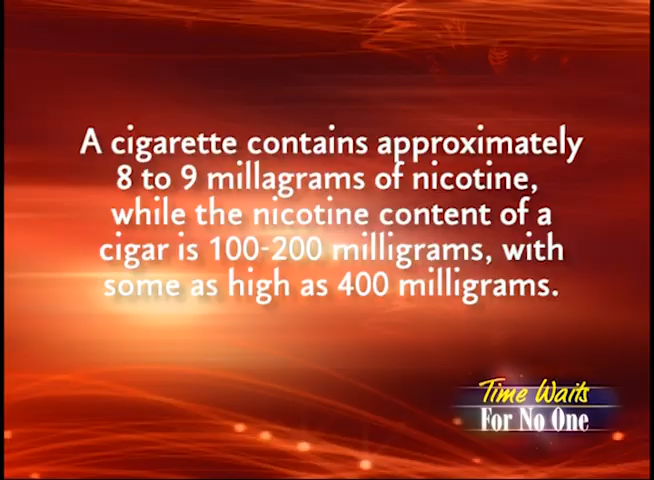 A cigarette contains approximately
8 to 9 millagrams of nicotine,
while the nicotine content of a
cigar is 100-200 milligrams, with
some as high as 400 milligrams.
Time Waits
For No One